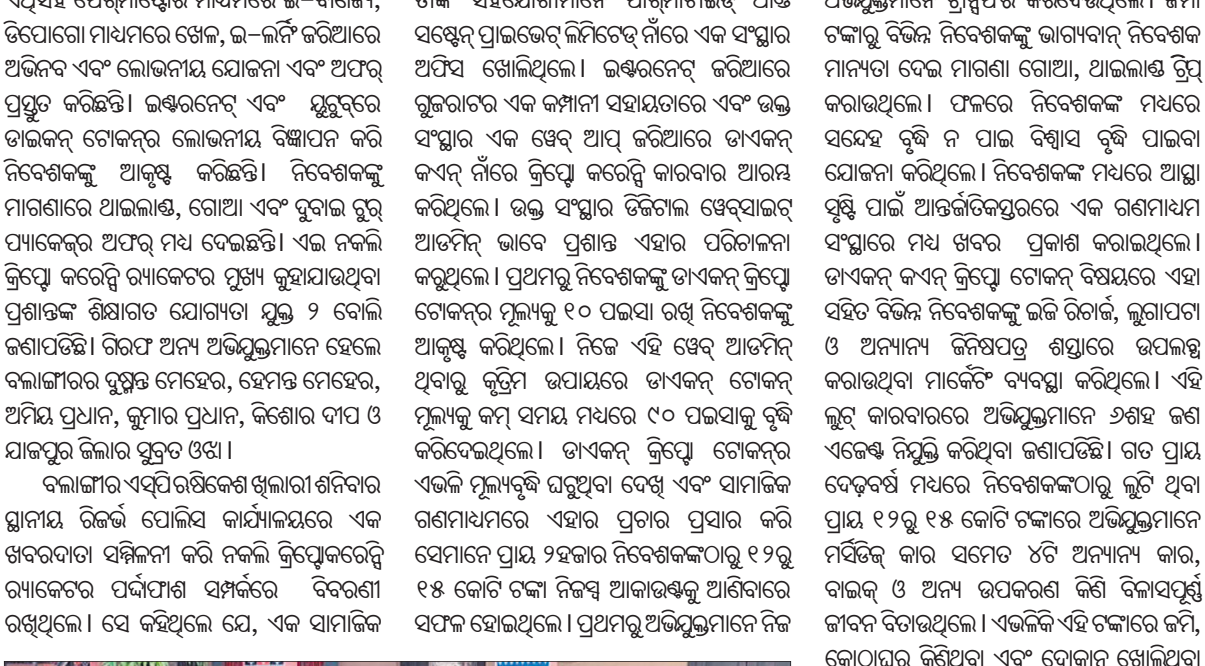 ଡିପୋଗୋ ମାଧ୍ୟମରେ ଖେଳ, ଇ-ଲର୍ନିଂ ଜରିଆରେ
ଅଭିନବ ଏବଂ ଲୋଭନୀୟ ଯୋଜନା ଏବଂ ଅଫର୍
ପ୍ରସ୍ତୁତ କରିଛନ୍ତି। ଇଣ୍ଟରନେଟ୍ ଏବଂ ୟୁଟୁବ୍‌ରେ
ଡାଇକନ୍ ଟୋକନ୍‌ର ଲୋଭନୀୟ ବିଜ୍ଞାପନ କରି
ନିବେଶକଙ୍କୁ ଆକୃଷ୍ଟ କରିଛନ୍ତି। ନିବେଶକଙ୍କୁ
ମାଗଣାରେ ଥାଇଲାଣ୍ଡ, ଗୋଆ ଏବଂ ଦୁବାଇ ଟୁର୍
ପ୍ୟାକେଜ୍‌ର ଅଫର୍ ମଧ୍ୟ ଦେଇଛନ୍ତି। ଏଇ ନକଲି
କ୍ରିପ୍ଟୋ କରେନ୍ସି ର‌୍ୟାକେଟର ମୁଖ୍ୟ କୁହାଯାଉଥିବା
ପ୍ରଶାନ୍ତଙ୍କ ଶିକ୍ଷାଗତ ଯୋଗ୍ୟତା ଯୁକ୍ତ ୨ ବୋଲି
ଜଣାପଡିଛି। ଗିରଫ ଅନ୍ୟ ଅଭିଯୁକ୍ତମାନେ ହେଲେ
ବଲାଙ୍ଗୀରର ଦୁଷ୍ମନ୍ତ ମେହେର, ହେମନ୍ତ ମେହେର,
ଅମିୟ ପ୍ରଧାନ, କୁମାର ପ୍ରଧାନ, କିଶୋର ଦୀପ ଓ
ଯାଜପୁର ଜିଲାର ସୁବ୍ରତ ଓଝା।
ବଲାଙ୍ଗୀର ଏସ୍‌ପି ଋଷିକେଶ ଖିଲାରୀ ଶନିବାର
ସ୍ଥାନୀୟ ରିଜର୍ଭ ପୋଲିସ କାର୍ଯ୍ୟାଳୟରେ ଏକ
ଖବରଦାତା ସମ୍ମିଳନୀ କରି ନକଲି କ୍ରିପ୍ଟୋକରେନ୍ସି
ର‌୍ୟାକେଟର ପର୍ଦ୍ଦାଫାଶ ସମ୍ପର୍କରେ ବିବରଣୀ
ରଖିଥିଲେ। ସେ କହିଥିଲେ ଯେ, ଏକ ସାମାଜିକ
ସଷ୍ଟେନ୍ ପ୍ରାଇଭେଟ୍ ଲିମିଟେଡ୍ ନାଁରେ ଏକ ସଂସ୍ଥାର
ଅଫିସ ଖୋଲିଥିଲେ। ଇଣ୍ଟରନେଟ୍ ଜରିଆରେ
ଗୁଜରାଟର ଏକ କମ୍ପାନୀ ସହାୟତାରେ ଏବଂ ଉକ୍ତ
ସଂସ୍ଥାର ଏକ ୱେବ୍ ଆପ୍ ଜରିଆରେ ଡାଏକନ୍
କଏନ୍ ନାଁରେ କ୍ରିପ୍ଟୋ କରେନ୍ସି କାରବାର ଆରମ୍ଭ
କରିଥିଲେ। ଉକ୍ତ ସଂସ୍ଥାର ଡିଜିଟାଲ ୱେବ୍‌ସାଇଟ୍
ଆଡମିନ୍ ଭାବେ ପ୍ରଶାନ୍ତ ଏହାର ପରିଚାଳନା
କରୁଥିଲେ। ପ୍ରଥମରୁ ନିବେଶକଙ୍କୁ ଡାଏକନ୍ କ୍ରିପ୍ଟୋ
ଟୋକନ୍‌ର ମୂଲ୍ୟକୁ ୧୦ ପଇସା ରଖି ନିବେଶକଙ୍କୁ
ଆକୃଷ୍ଟ କରିଥିଲେ। ନିଜେ ଏହି ୱେବ୍ ଆଡମିନ୍
ଥିବାରୁ କୃତ୍ରିମ ଉପାୟରେ ଡାଏକନ୍ ଟୋକନ୍
ମୂଲ୍ୟକୁ କମ୍ ସମୟ ମଧ୍ୟରେ ୯୦ ପଇସାକୁ ବୃଦ୍ଧି
କରିଦେଇଥିଲେ। ଡାଏକନ୍ କ୍ରିପ୍ଟୋ ଟୋକନ୍‌ର
ଏଭଳି ମୂଲ୍ୟବୃଦ୍ଧି ଘଟୁଥିବା ଦେଖି ଏବଂ ସାମାଜିକ
ଗଣମାଧ୍ୟମରେ ଏହାର ପ୍ରଚାର ପ୍ରସାର କରି
ସେମାନେ ପ୍ରାୟ ୨ହଜାର ନିବେଶକଙ୍କଠାରୁ ୧୨ରୁ
୧୫ କୋଟି ଟଙ୍କା ନିଜସ୍ୱ ଆକାଉଣ୍ଟକୁ ଆଣିବାରେ
ସଫଳ ହୋଇଥିଲେ। ପ୍ରଥମରୁ ଅଭିଯୁକ୍ତମାନେ ନିଜ
ଟଙ୍କାରୁ ବିଭିନ୍ନ ନିବେଶକଙ୍କୁ ଭାଗ୍ୟବାନ୍ ନିବେଶକ
ମାନ୍ୟତା ଦେଇ ମାଗଣା ଗୋଆ, ଥାଇଲାଣ୍ଡ ଟ୍ରିପ୍
କରାଉଥିଲେ। ଫଳରେ ନିବେଶକଙ୍କ ମଧ୍ୟରେ
ସନ୍ଦେହ ବୃଦ୍ଧି ନ ପାଇ ବିଶ୍ୱାସ ବୃଦ୍ଧି ପାଇବା
ଯୋଜନା କରିଥିଲେ। ନିବେଶକଙ୍କ ମଧ୍ୟରେ ଆସ୍ଥା
ସୃଷ୍ଟି ପାଇଁ ଆନ୍ତର୍ଜାତିକସ୍ତରରେ ଏକ ଗଣମାଧ୍ୟମ
ସଂସ୍ଥାରେ ମଧ୍ୟ ଖବର ପ୍ରକାଶ କରାଇଥିଲେ।
ଡାଏକନ୍ କଏନ୍ କ୍ରିପ୍ଟୋ ଟୋକନ୍ ବିଷୟରେ ଏହା
ସହିତ ବିଭିନ୍ନ ନିବେଶକଙ୍କୁ ଇଜି ରିଚାର୍ଜ, ଲୁଗାପଟା
ଓ ଅନ୍ୟାନ୍ୟ ଜିନିଷପତ୍ର ଶସ୍ତାରେ ଉପଲବ୍ଧ
କରାଉଥିବା ମାର୍କେଟିଂ ବ୍ୟବସ୍ଥା କରିଥିଲେ। ଏହି
ଲୁଟ୍ କାରବାରରେ ଅଭିଯୁକ୍ତମାନେ ୬ଶହ ଜଣ
ଏଜେଣ୍ଟ ନିଯୁକ୍ତି କରିଥିବା ଜଣାପଡିଛି। ଗତ ପ୍ରାୟ
ଦେଢ଼ବର୍ଷ ମଧ୍ୟରେ ନିବେଶକଙ୍କଠାରୁ ଲୁଟି ଥିବା
ପ୍ରାୟ ୧୨ରୁ ୧୫ କୋଟି ଟଙ୍କାରେ ଅଭିଯୁକ୍ତମାନେ
ମର୍ସିଡିଜ୍ କାର ସମେତ ୪ଟି ଅନ୍ୟାନ୍ୟ କାର,
ବାଇକ୍ ଓ ଅନ୍ୟ ଉପକରଣ କିଣି ବିଳାସପୂର୍ଣ୍ଣ
ଜୀବନ ବିତାଉଥିଲେ। ଏଭଳିକି ଏହି ଟଙ୍କାରେ ଜମି,
କୋଠାଘର କିଣିଥିବା ଏବଂ ଦୋକାନ ଖୋଲିଥିବା